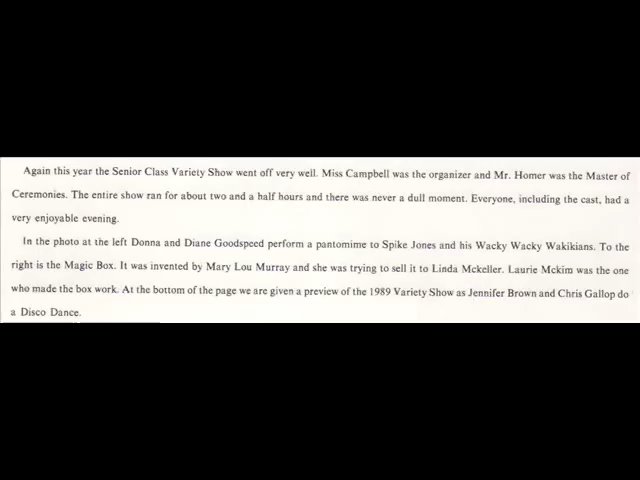 Again this year the Senior Class Variety Show went off very well. Miss Campbell was the organizer and Mr. Homer was the Master of
Ceremonies. The entire show ran for about two and a half hours and there was never a dull moment. Everyone, including the cast, had a
very enjoyable evening.
In the photo at the left Donna and Diane Goodspeed perform a pantomime to Spike Jones and his Wacky Wacky Wakikians. To the
right is the Magic Box. It was invented by Mary Lou Murray and she was trying to sell it to Linda Mckeller. Laurie Mckim was the one
who made the box work. At the bottom of the page we are given a preview of the 1989 Variety Show as Jennifer Brown and Chris Gallop do
a Disco Dance.